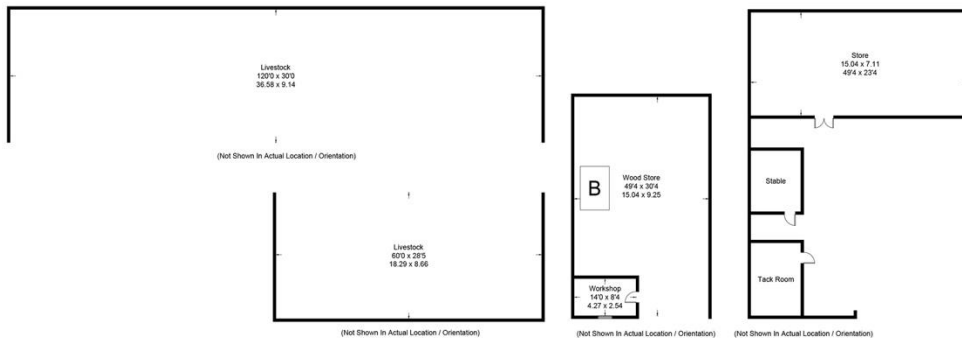 Livestock
120'0 x 30'0
36.58 x 9.14
(Not Shown In Actual Location / Orientation)
Livestock
60'0 x 28'5
18.29 x 8.66
(Not Shown In Actual Location / Orientation)
Wood Store
49'4 x 30'4
15.04 x 9.25
B
Workshop
14'0 x 8'4
4.27 x 2.54
(Not Shown In Actual Location / Orientation)
Store
15.04 x 7.11
49'4 x 23'4
Stable
Tack Room
(Not Shown In Actual Location / Orientation)